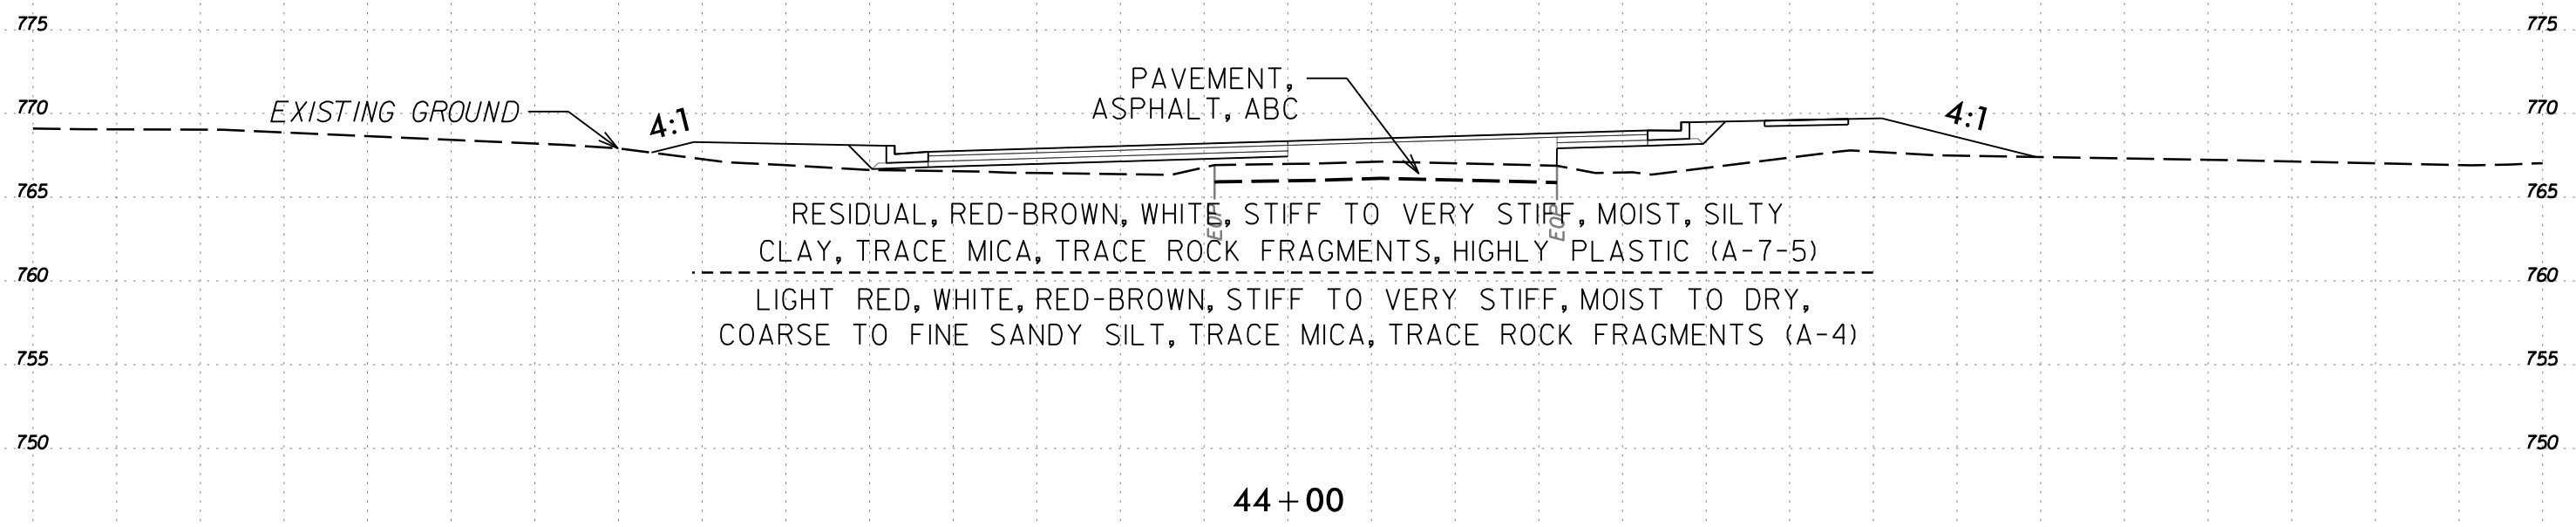 775 775
PAVEMENT,
EXISTING GROUND 4:1 ASPHALT, ABC 4:1
770 770
765 765
RESIDUAL, RED-BROWN, WHITE, STIFF TO VERY STIFF, MOIST, SILTY
EOP EOP
CLAY, TRACE MICA, TRACE ROCK FRAGMENTS, HIGHLY PLASTIC (A-7-5)
760 760
LIGHT RED, WHITE, RED-BROWN, STIFF TO VERY STIFF, MOIST TO DRY,
COARSE TO FINE SANDY SILT, TRACE MICA, TRACE ROCK FRAGMENTS (A-4)
755 755
750 750
44+00